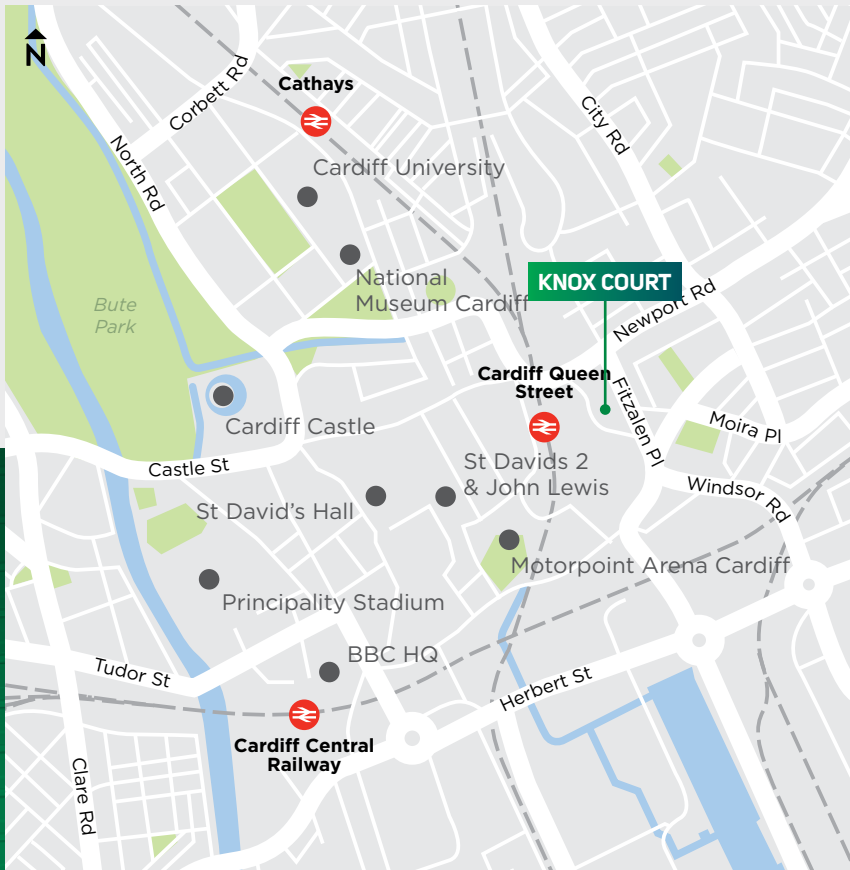 N
Cathays
Corbett Rd
North Rd
City Rd
Cardiff University
National
Museum Cardiff
KNOX COURT
Newport Rd
Bute
Park
Cardiff Queen
Street
Fitzalen Pl
Moira Pl
Cardiff Castle
Castle St
St Davids 2
& John Lewis
Windsor Rd
St David's Hall
Motorpoint Arena Cardiff
Principality Stadium
BBC HQ
Tudor St
Herbert St
Cardiff Central
Railway
Clare Rd